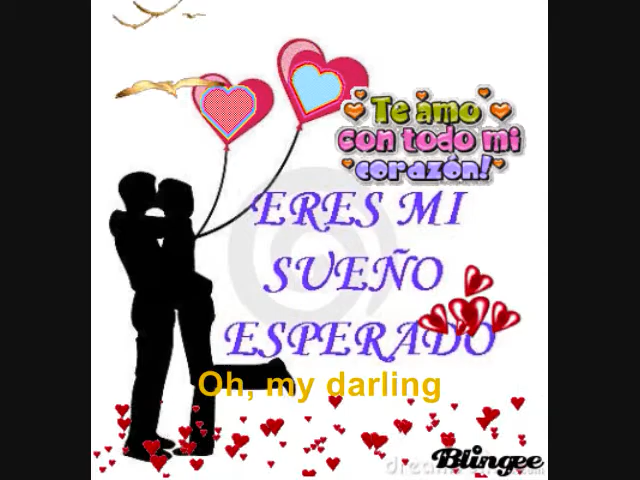 Te amo
con todo mi
corazón!
ERES MI
SUEÑO
ESPERADO
Oh, my darling
Blingee